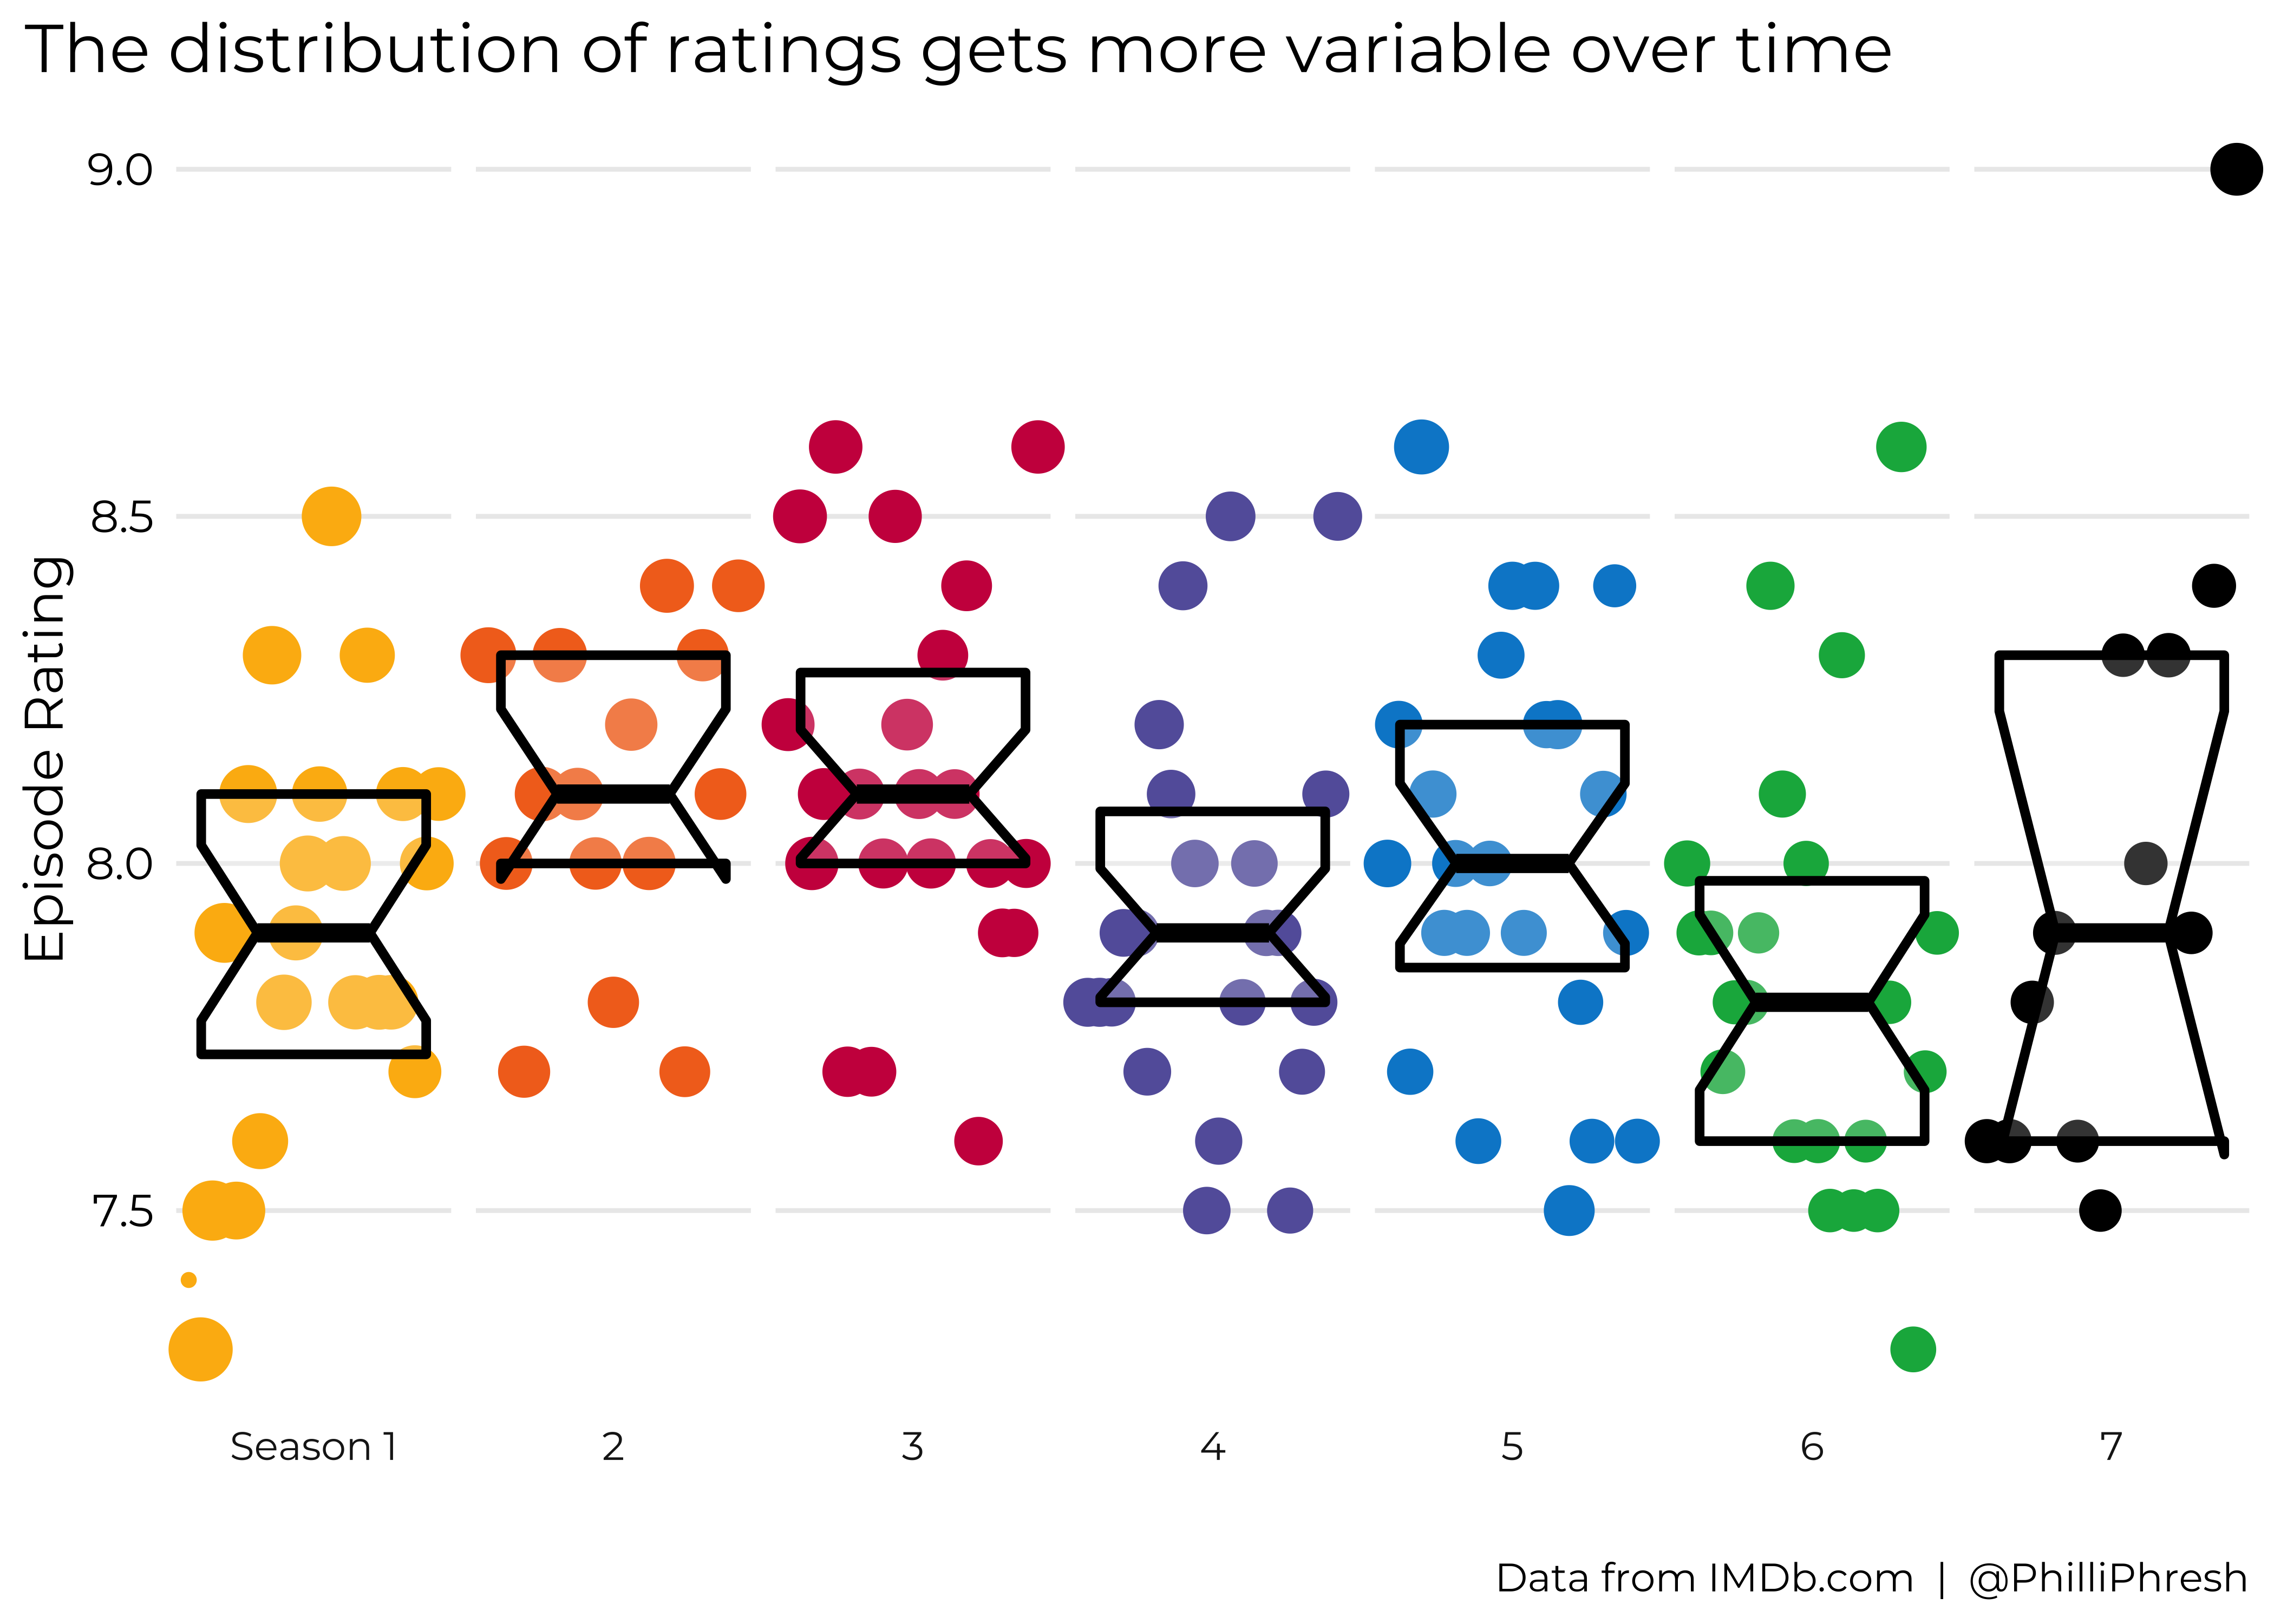 The distribution of ratings gets more variable over time
9.0
8.5
8.0
7.5
Episode Rating
Season 1 2 3 4 5 6 7
Data from IMDb.com | @PhilliPhresh